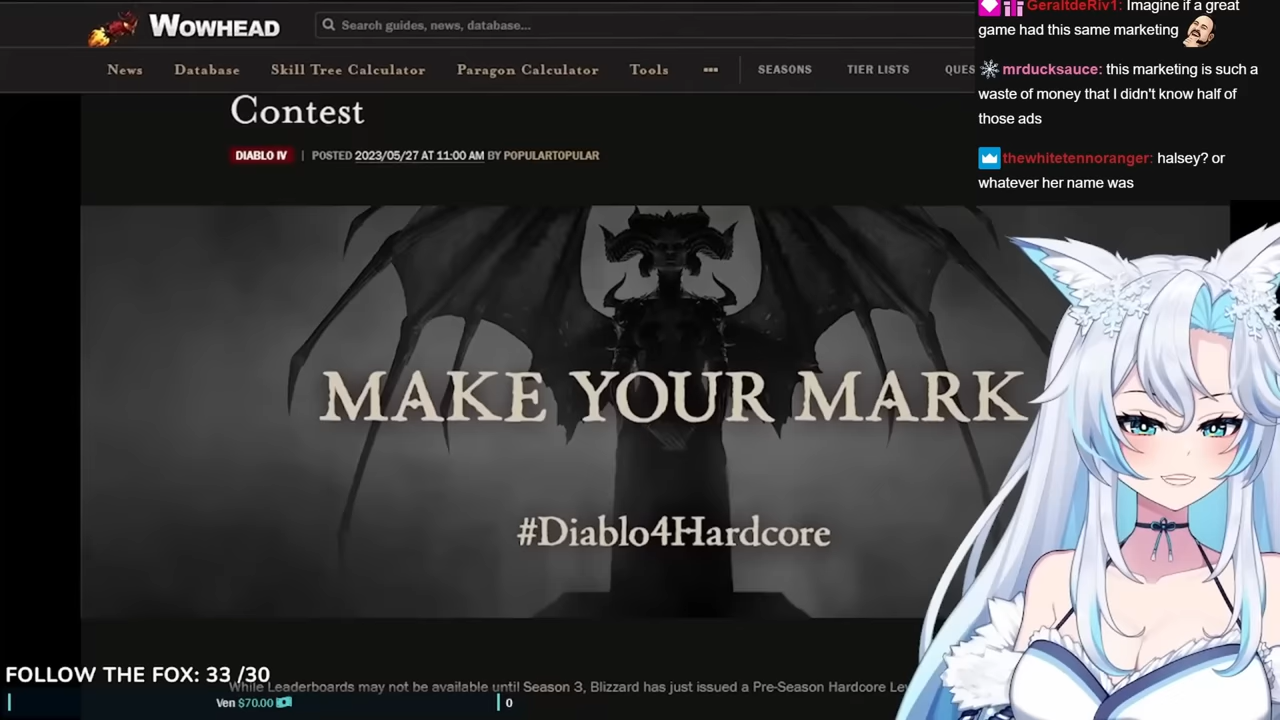 WOWHEAD
Search guides, news, database...
News Database Skill Tree Calculator Paragon Calculator Tools ••• SEASONS TIER LISTS QUES
Contest
DIABLO IV | POSTED 2023/05/27 AT 11:00 AM BY POPULARTOPULAR
MAKE YOUR MARK
#Diablo4Hardcore
While Leaderboards may not be available until Season 3, Blizzard has just issued a Pre-Season Hardcore Lev
GeraltdeRiv1: Imagine if a great
game had this same marketing
mrducksauce: this marketing is such a
waste of money that I didn't know half of
those ads
thewhitetennoranger: halsey? or
whatever her name was
FOLLOW THE FOX: 33 /30
Ven $70.00
0